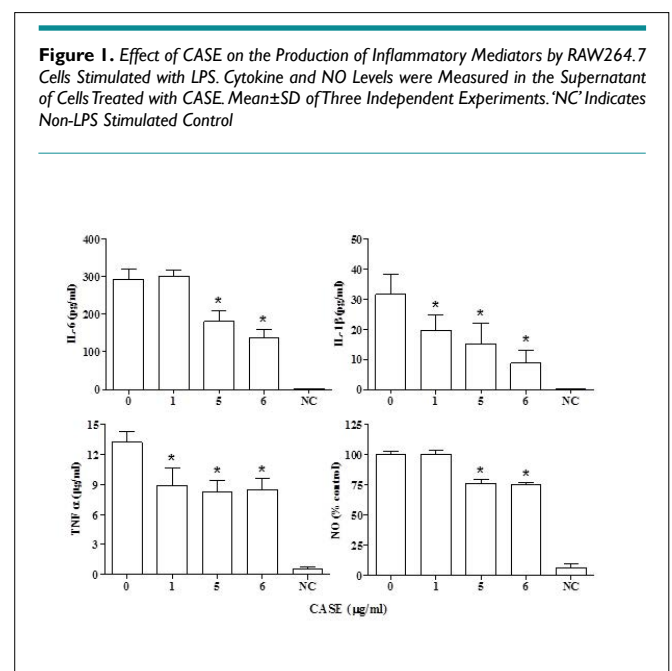 Figure 1. Effect of CASE on the Production of Inflammatory Mediators by RAW264.7
Cells Stimulated with LPS. Cytokine and NO Levels were Measured in the Supernatant
of Cells Treated with CASE. Mean±SD of Three Independent Experiments. ‘NC’ Indicates
Non-LPS Stimulated Control
IL-6 (pg/ml)
400
300
200
100
0
* *
0 1 5 6 NC
IL-1β (pg/ml)
50
40
30
20
10
0
* * *
0 1 5 6 NC
TNF α (µg/ml)
15
12
9
6
3
0
* * *
0 1 5 6 NC
NO (% control)
125
100
75
50
25
0
* *
0 1 5 6 NC
CASE (µg/ml)